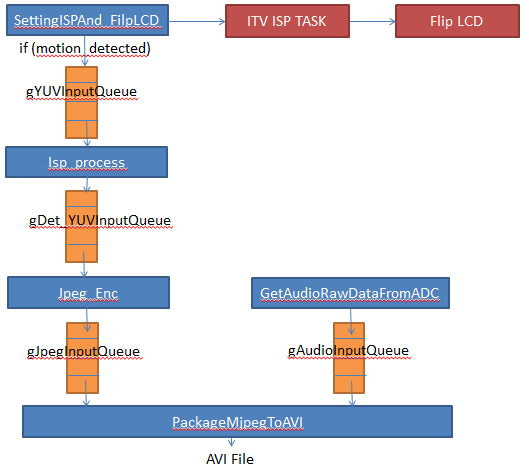 SettingISPAnd_FilpLCD
ITV ISP TASK
Flip LCD
if (motion_detected)
gYUVInputQueue
Isp_process
gDet_YUVInputQueue
Jpeg_Enc
GetAudioRawDataFromADC
gJpegInputQueue
gAudioInputQueue
PackageMjpegToAVI
AVI File